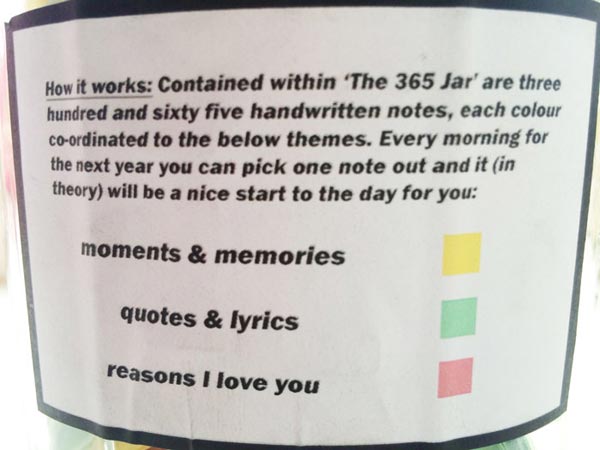 How it works: Contained within 'The 365 Jar' are three
hundred and sixty five handwritten notes, each colour
co-ordinated to the below themes. Every morning for
the next year you can pick one note out and it (in
theory) will be a nice start to the day for you:
moments & memories
quotes & lyrics
reasons I love you